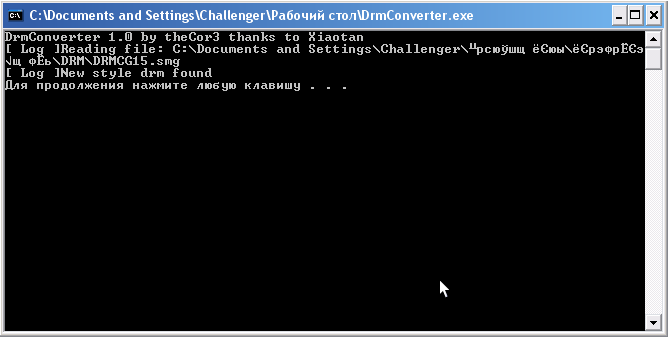 C:\Documents and Settings\Challenger\Рабочий стол\DrmConverter.exe
DrmConverter 1.0 by theCor3 thanks to Xiaotan
[ Log ]Reading file: C:\Documents and Settings\Challenger\╨рсюўшщ ёЄюы\ёЄрэфрЁЄэ
√щ фЁь\DRM\DRMCG15.smg
[ Log ]New style drm found
Для продолжения нажмите любую клавишу . . .